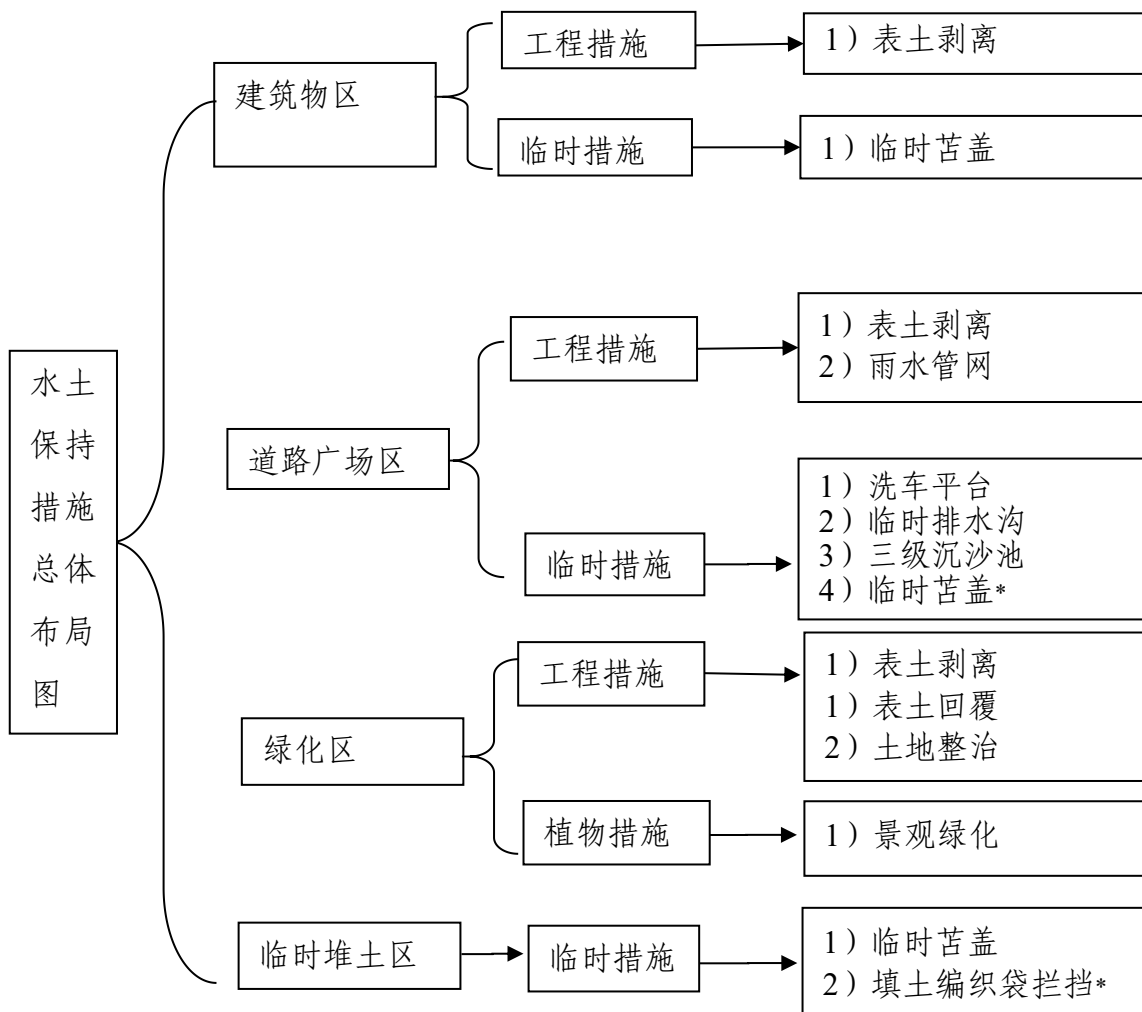 水土
保持
措施
总体
布局
图
建筑物区
工程措施
1）表土剥离
临时措施
1）临时苫盖
道路广场区
工程措施
1）表土剥离
2）雨水管网
临时措施
1）洗车平台
2）临时排水沟
3）三级沉沙池
4）临时苫盖*
绿化区
工程措施
1）表土剥离
1）表土回覆
2）土地整治
植物措施
1）景观绿化
临时堆土区
临时措施
1）临时苫盖
2）填土编织袋拦挡*